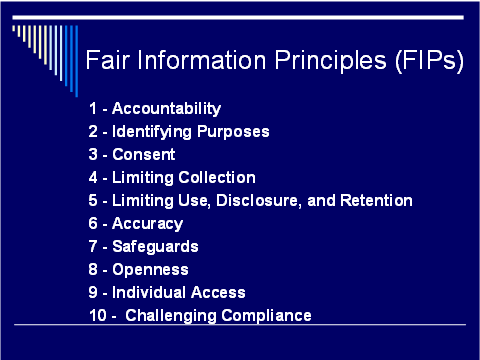 Fair Information Principles (FIPs)
1 - Accountability
2 - Identifying Purposes
3 - Consent
4 - Limiting Collection
5 - Limiting Use, Disclosure, and Retention
6 - Accuracy
7 - Safeguards
8 - Openness
9 - Individual Access
10 -  Challenging Compliance